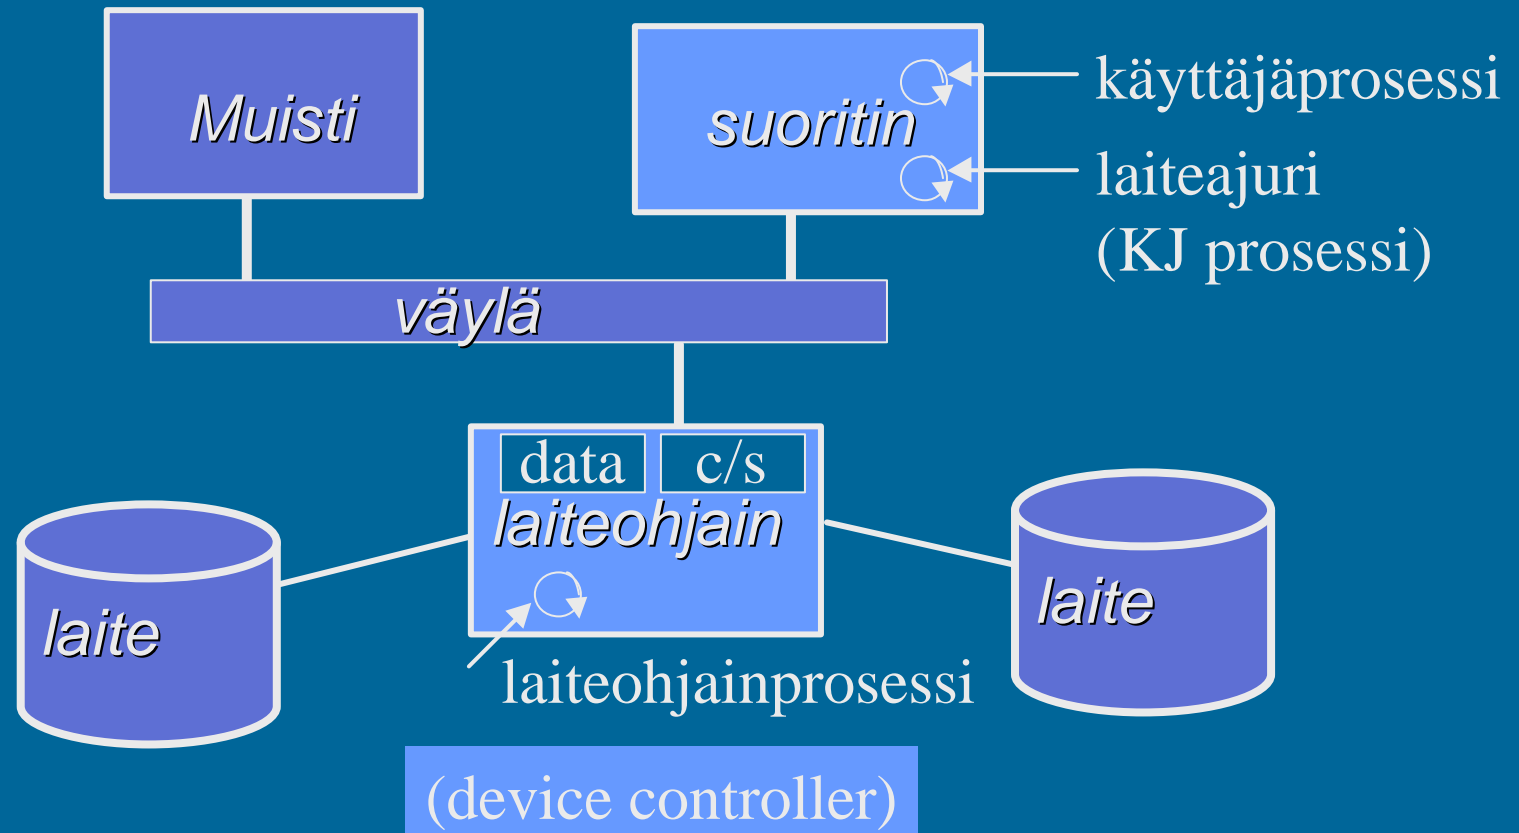 Muisti
suoritin
käyttäjäprosessi
laiteajuri
(KJ prosessi)
väylä
data
c/s
laiteohjain
laite
laite
laiteohjainprosessi
(device controller)